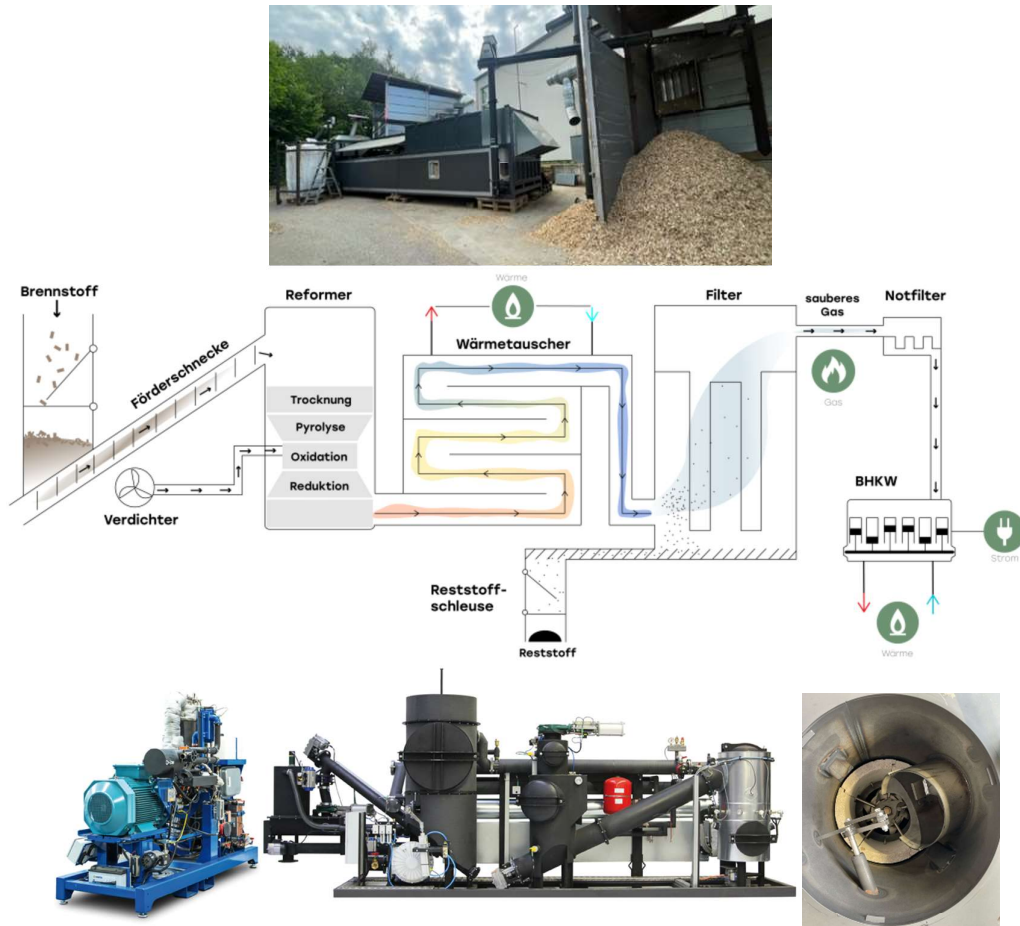 Wärme
Brennstoff
Reformer
Filter
sauberes
Gas
Notfilter
Förderschnecke
Wärmetauscher
Gas
Trocknung
Pyrolyse
Oxidation
Reduktion
Verdichter
BHKW
Strom
Reststoff-
schleuse
Reststoff
Wärme